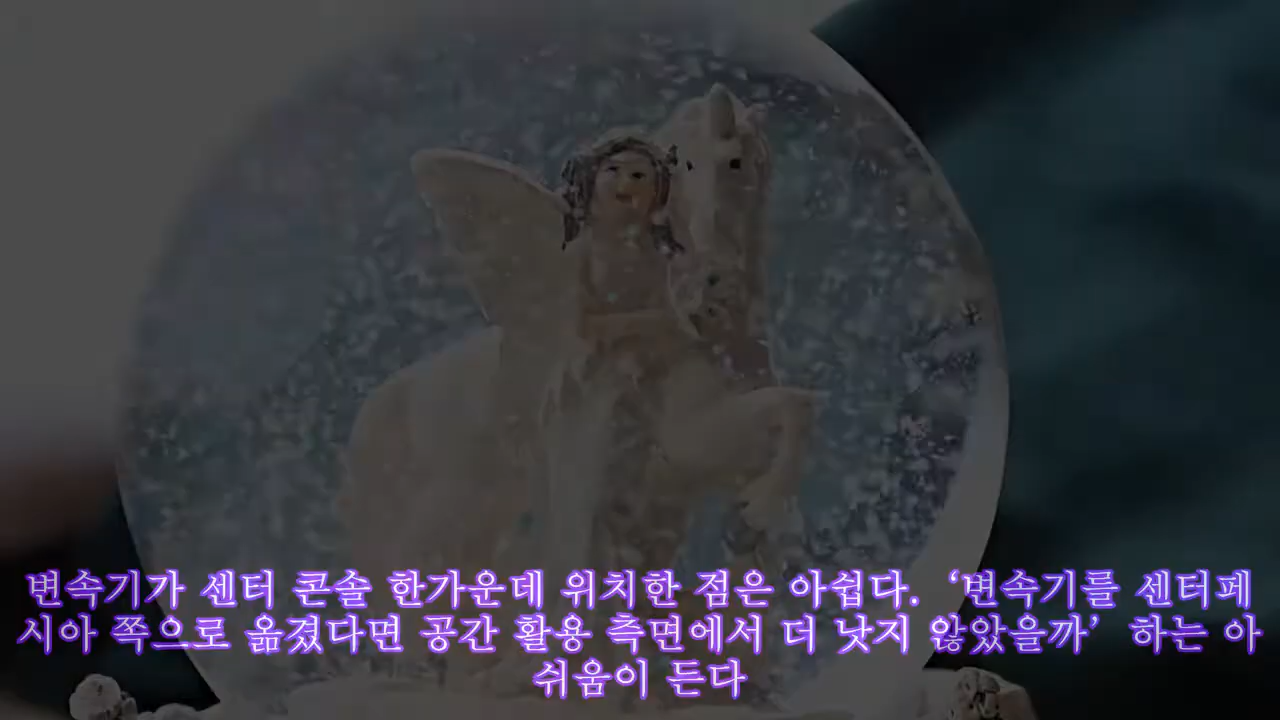 변속기가 센터 콘솔 한가운데 위치한 점은 아쉽다. ‘변속기를 센터페
시아 쪽으로 옮겼다면 공간 활용 측면에서 더 낫지 않았을까’ 하는 아
쉬움이 든다